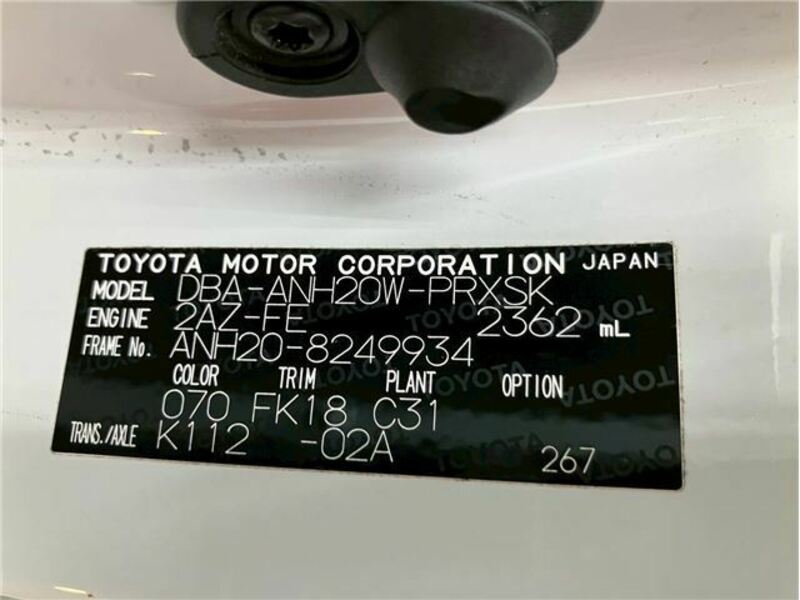 TOYOTA MOTOR CORPORATION JAPAN
MODEL DBA-ANH20W-PRXSK
ENGINE 2AZ-FE 2362 mL
FRAME No. ANH20-8249934
COLOR TRIM PLANT OPTION
070 FK18 C31
TRANS./AXLE K112 -02A 267